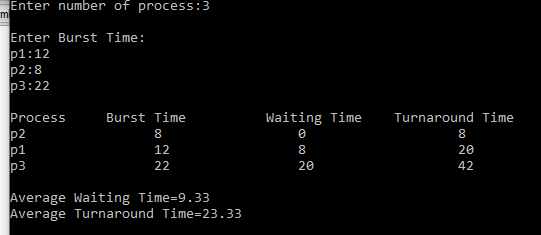 m
Enter number of process:3
Enter Burst Time:
p1:12
p2:8
p3:22
Process Burst Time Waiting Time Turnaround Time
p2 8 0 8
p1 12 8 20
p3 22 20 42
Average Waiting Time=9.33
Average Turnaround Time=23.33